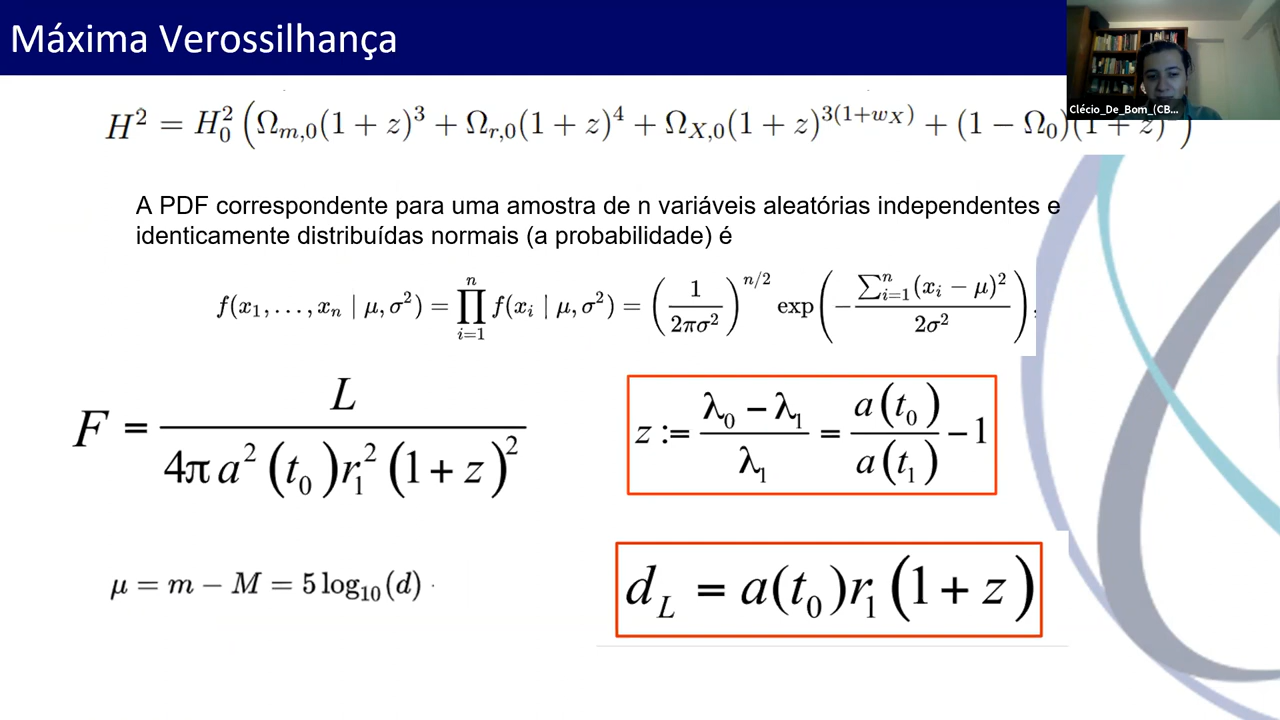 Máxima Verossilhança
Clécio_De_Bom_(CB...
H² = H₀² (Ω_{m,0}(1 + z)³ + Ω_{r,0}(1 + z)⁴ + Ω_{X,0}(1 + z)^{3(1+w_X)} + (1 − Ω₀)(1 + z)² )
A PDF correspondente para uma amostra de n variáveis aleatórias independentes e
identicamente distribuídas normais (a probabilidade) é
f(x₁, . . . , xₙ | μ, σ²) = ∏_{i=1}^{n} f(xᵢ | μ, σ²) = (1/(2πσ²))^{n/2} exp(−∑_{i=1}^{n}(xᵢ − μ)²/(2σ²)),
F = L/(4π a²(t₀)r₁²(1 + z)²)
z := (λ₀ − λ₁)/λ₁ = a(t₀)/a(t₁) − 1
μ = m − M = 5 log₁₀(d)
d_L = a(t₀)r₁(1 + z)